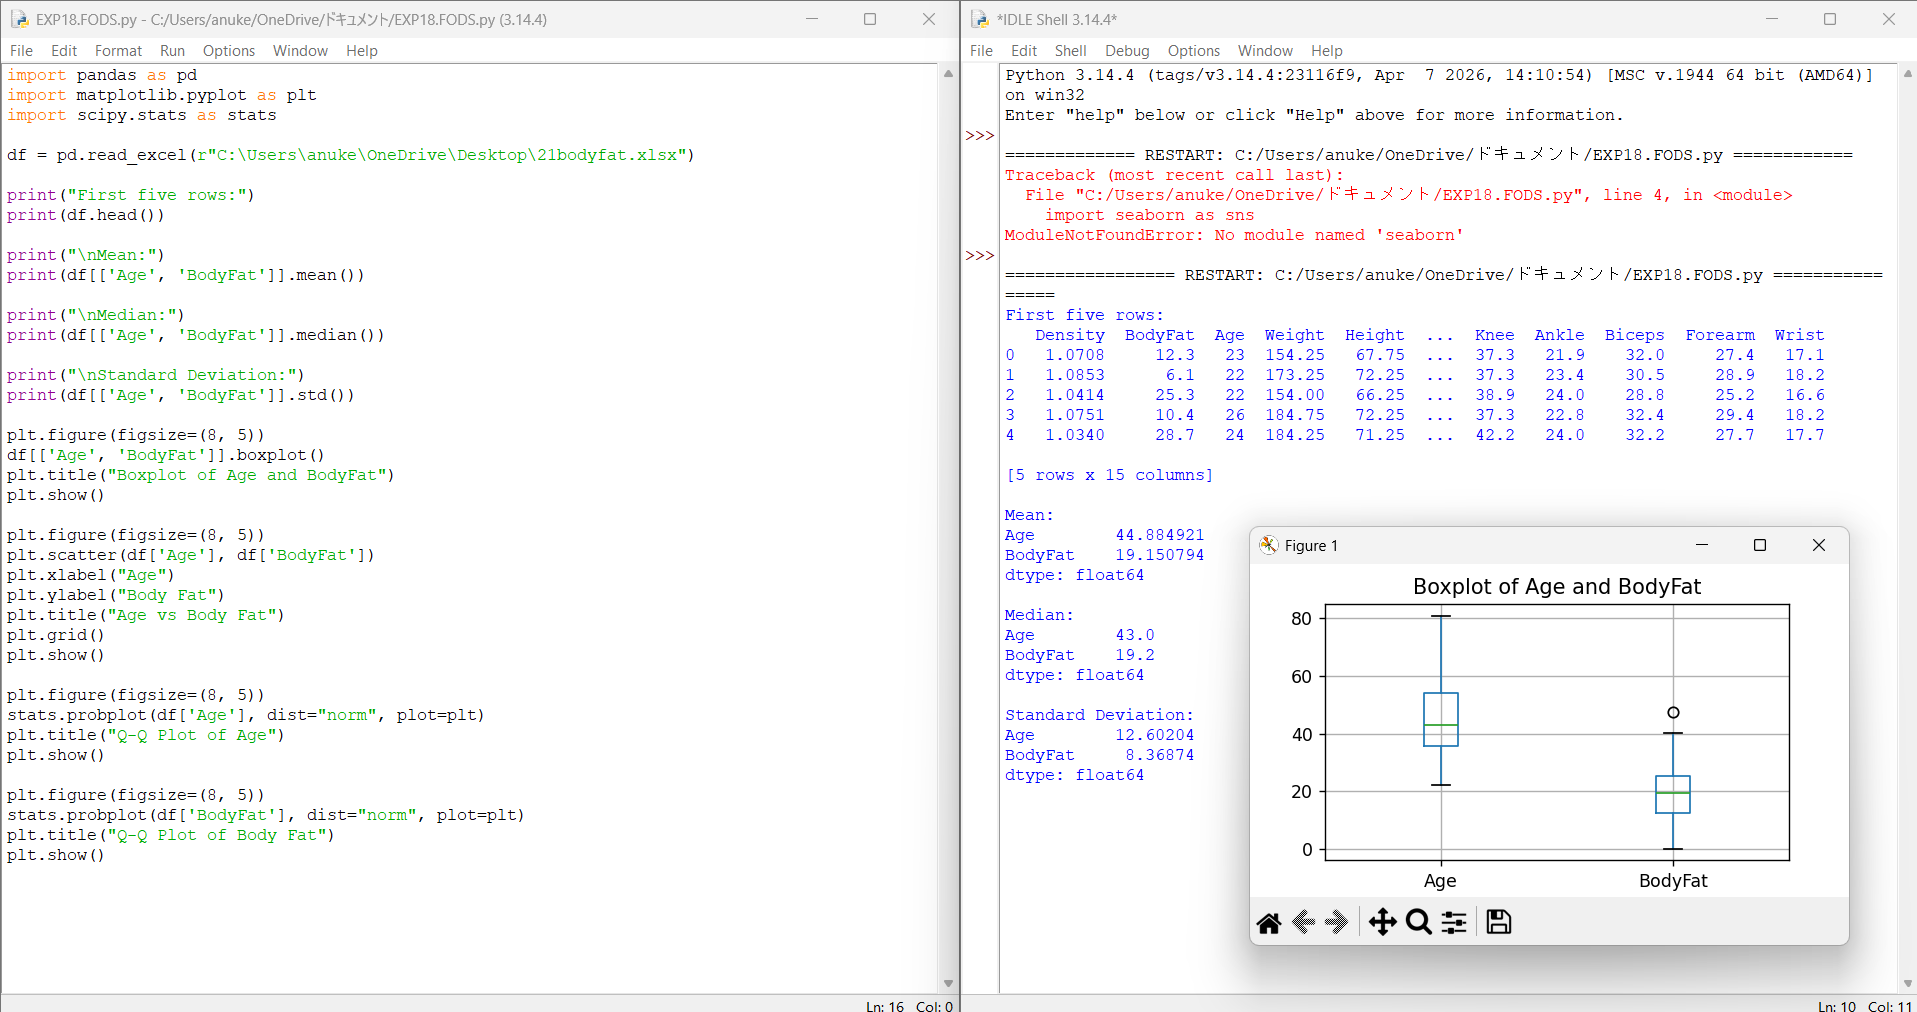 EXP18.FODS.py - C:/Users/anuke/OneDrive/ドキュメント/EXP18.FODS.py (3.14.4)
File Edit Format Run Options Window Help
import pandas as pd
import matplotlib.pyplot as plt
import scipy.stats as stats
df = pd.read_excel(r"C:\Users\anuke\OneDrive\Desktop\21bodyfat.xlsx")
print("First five rows:")
print(df.head())
print("\nMean:")
print(df[['Age', 'BodyFat']].mean())
print("\nMedian:")
print(df[['Age', 'BodyFat']].median())
print("\nStandard Deviation:")
print(df[['Age', 'BodyFat']].std())
plt.figure(figsize=(8, 5))
df[['Age', 'BodyFat']].boxplot()
plt.title("Boxplot of Age and BodyFat")
plt.show()
plt.figure(figsize=(8, 5))
plt.scatter(df['Age'], df['BodyFat'])
plt.xlabel("Age")
plt.ylabel("Body Fat")
plt.title("Age vs Body Fat")
plt.grid()
plt.show()
plt.figure(figsize=(8, 5))
stats.probplot(df['Age'], dist="norm", plot=plt)
plt.title("Q-Q Plot of Age")
plt.show()
plt.figure(figsize=(8, 5))
stats.probplot(df['BodyFat'], dist="norm", plot=plt)
plt.title("Q-Q Plot of Body Fat")
plt.show()
Ln: 16 Col: 0
*IDLE Shell 3.14.4*
File Edit Shell Debug Options Window Help
Python 3.14.4 (tags/v3.14.4:23116f9, Apr  7 2026, 14:10:54) [MSC v.1944 64 bit (AMD64)]
on win32
Enter "help" below or click "Help" above for more information.
>>>
============= RESTART: C:/Users/anuke/OneDrive/ドキュメント/EXP18.FODS.py ============
Traceback (most recent call last):
  File "C:/Users/anuke/OneDrive/ドキュメント/EXP18.FODS.py", line 4, in <module>
    import seaborn as sns
ModuleNotFoundError: No module named 'seaborn'
>>>
================= RESTART: C:/Users/anuke/OneDrive/ドキュメント/EXP18.FODS.py ===========
=====
First five rows:
   Density  BodyFat  Age  Weight  Height  ...  Knee  Ankle  Biceps  Forearm  Wrist
0   1.0708     12.3   23  154.25   67.75  ...  37.3   21.9    32.0     27.4   17.1
1   1.0853      6.1   22  173.25   72.25  ...  37.3   23.4    30.5     28.9   18.2
2   1.0414     25.3   22  154.00   66.25  ...  38.9   24.0    28.8     25.2   16.6
3   1.0751     10.4   26  184.75   72.25  ...  37.3   22.8    32.4     29.4   18.2
4   1.0340     28.7   24  184.25   71.25  ...  42.2   24.0    32.2     27.7   17.7
[5 rows x 15 columns]
Mean:
Age        44.884921
BodyFat    19.150794
dtype: float64
Median:
Age        43.0
BodyFat    19.2
dtype: float64
Standard Deviation:
Age        12.60204
BodyFat     8.36874
dtype: float64
Figure 1
Boxplot of Age and BodyFat
80
60
40
20
0
Age BodyFat
Ln: 10 Col: 11